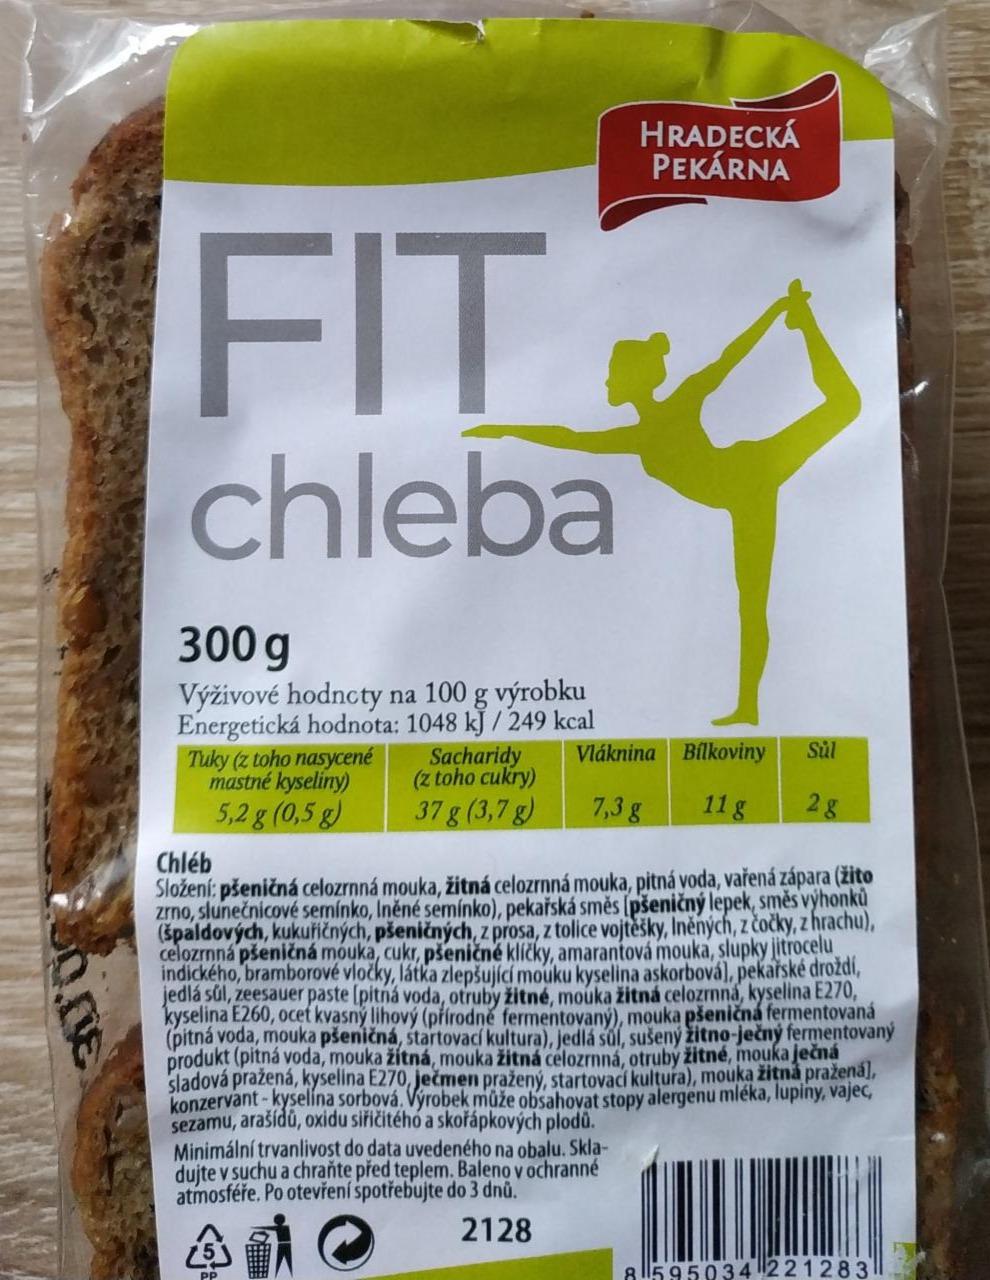 HRADECKÁ
PEKÁRNA
FIT
chleba
300 g
Výživové hodnoty na 100 g výrobku
Energetická hodnota: 1048 kJ / 249 kcal
Tuky (z toho nasycené mastné kyseliny) Sacharidy (z toho cukry) Vláknina Bílkoviny Sůl
5,2 g (0,5 g) 37 g (3,7 g) 7,3 g 11 g 2 g
Chléb
Složení: pšeničná celozrnná mouka, žitná celozrnná mouka, pitná voda, vařená zápara (žito
zrno, slunečnicové semínko, lněné semínko), pekařská směs [pšeničný lepek, směs výhonků
(špaldových, kukuřičných, pšeničných, z prosa, z tolice vojtěšky, lněných, z čočky, z hrachu),
celozrnná pšeničná mouka, cukr, pšeničné klíčky, amarantová mouka, slupky jitrocelu
indického, bramborové vločky, látka zlepšující mouku kyselina askorbová], pekařské droždí,
jedlá sůl, zeesauer paste [pitná voda, otruby žitné, mouka žitná celozrnná, kyselina E270,
kyselina E260, ocet kvasný lihový (přírodně fermentovaný), mouka pšeničná fermentovaná
(pitná voda, mouka pšeničná, startovací kultura), jedlá sůl, sušený žitno-ječný fermentovaný
produkt (pitná voda, mouka žitná, mouka žitná celozrnná, otruby žitné, mouka ječná
sladová pražená, kyselina E270, ječmen pražený, startovací kultura), mouka žitná pražená],
konzervant - kyselina sorbová. Výrobek může obsahovat stopy alergenu mléka, lupiny, vajec,
sezamu, arašídů, oxidu siřičitého a skořápkových plodů.
Minimální trvanlivost do data uvedeného na obalu. Skla-
dujte v suchu a chraňte před teplem. Baleno v ochranné
atmosféře. Po otevření spotřebujte do 3 dnů.
2128
5
PP
8 595034 221283